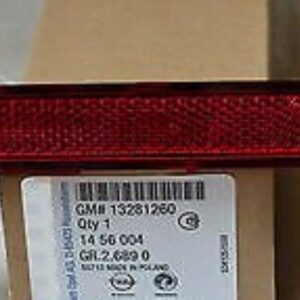 GM# 13281260
Qty 1
14 56 004
GR.2.689 0
MADE IN POLAND